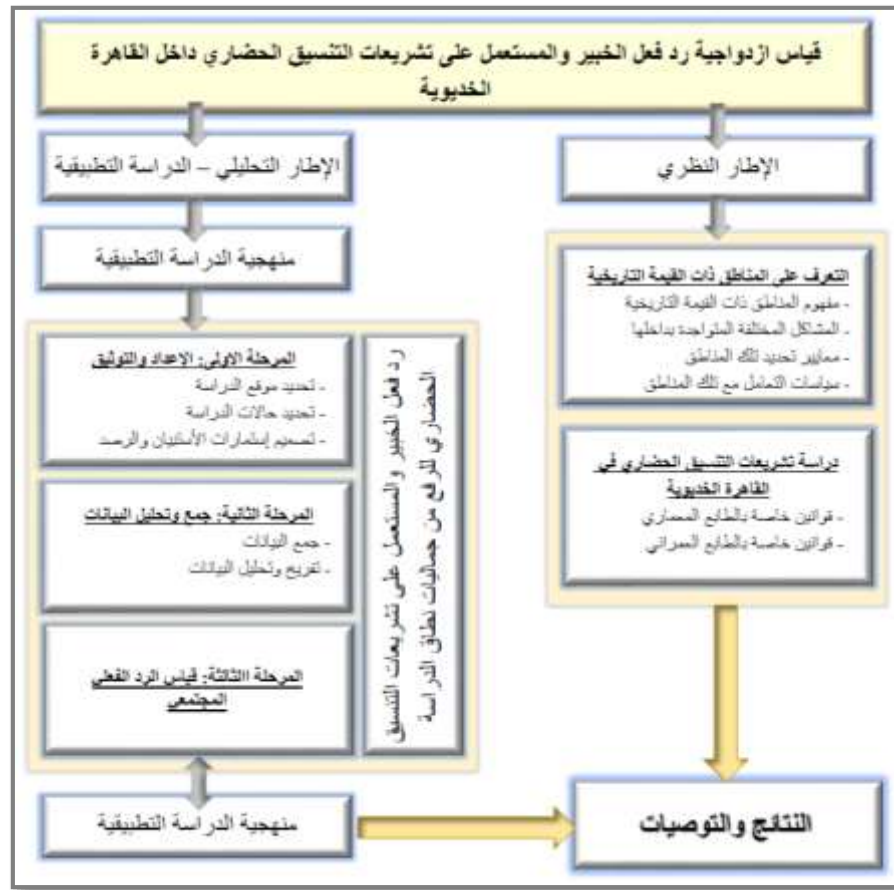 قياس ازدواجية رد فعل الخبير والمستعمل على تشريعات التنسيق الحضاري داخل القاهرة
الخديوية
الإطار النظري
التعرف على المناطق ذات القيمة التاريخية
- مفهوم المناطق ذات القيمة التاريخية
- المشاكل المختلفة المتواجدة بداخلها
- معايير تحديد تلك المناطق
- سياسات التعامل مع تلك المناطق
دراسة تشريعات التنسيق الحضاري في
القاهرة الخديوية
- قوانين خاصة بالطابع المعماري
- قوانين خاصة بالطابع العمراني
الإطار التحليلي – الدراسة التطبيقية
منهجية الدراسة التطبيقية
رد فعل الخبير والمستعمل على تشريعات التنسيق
الحضاري للرفع من جماليات نطاق الدراسة
المرحلة الاولى: الإعداد والتوثيق
- تحديد موقع الدراسة
- تحديد حالات الدراسة
- تصميم إستمارات الأستبيان والرصد
المرحلة الثانية: جمع وتحليل البيانات
- جمع البيانات
- تفريغ وتحليل البيانات
المرحلة االثالثة: قياس الرد الفعلي
المجتمعي
منهجية الدراسة التطبيقية
النتائج والتوصيات